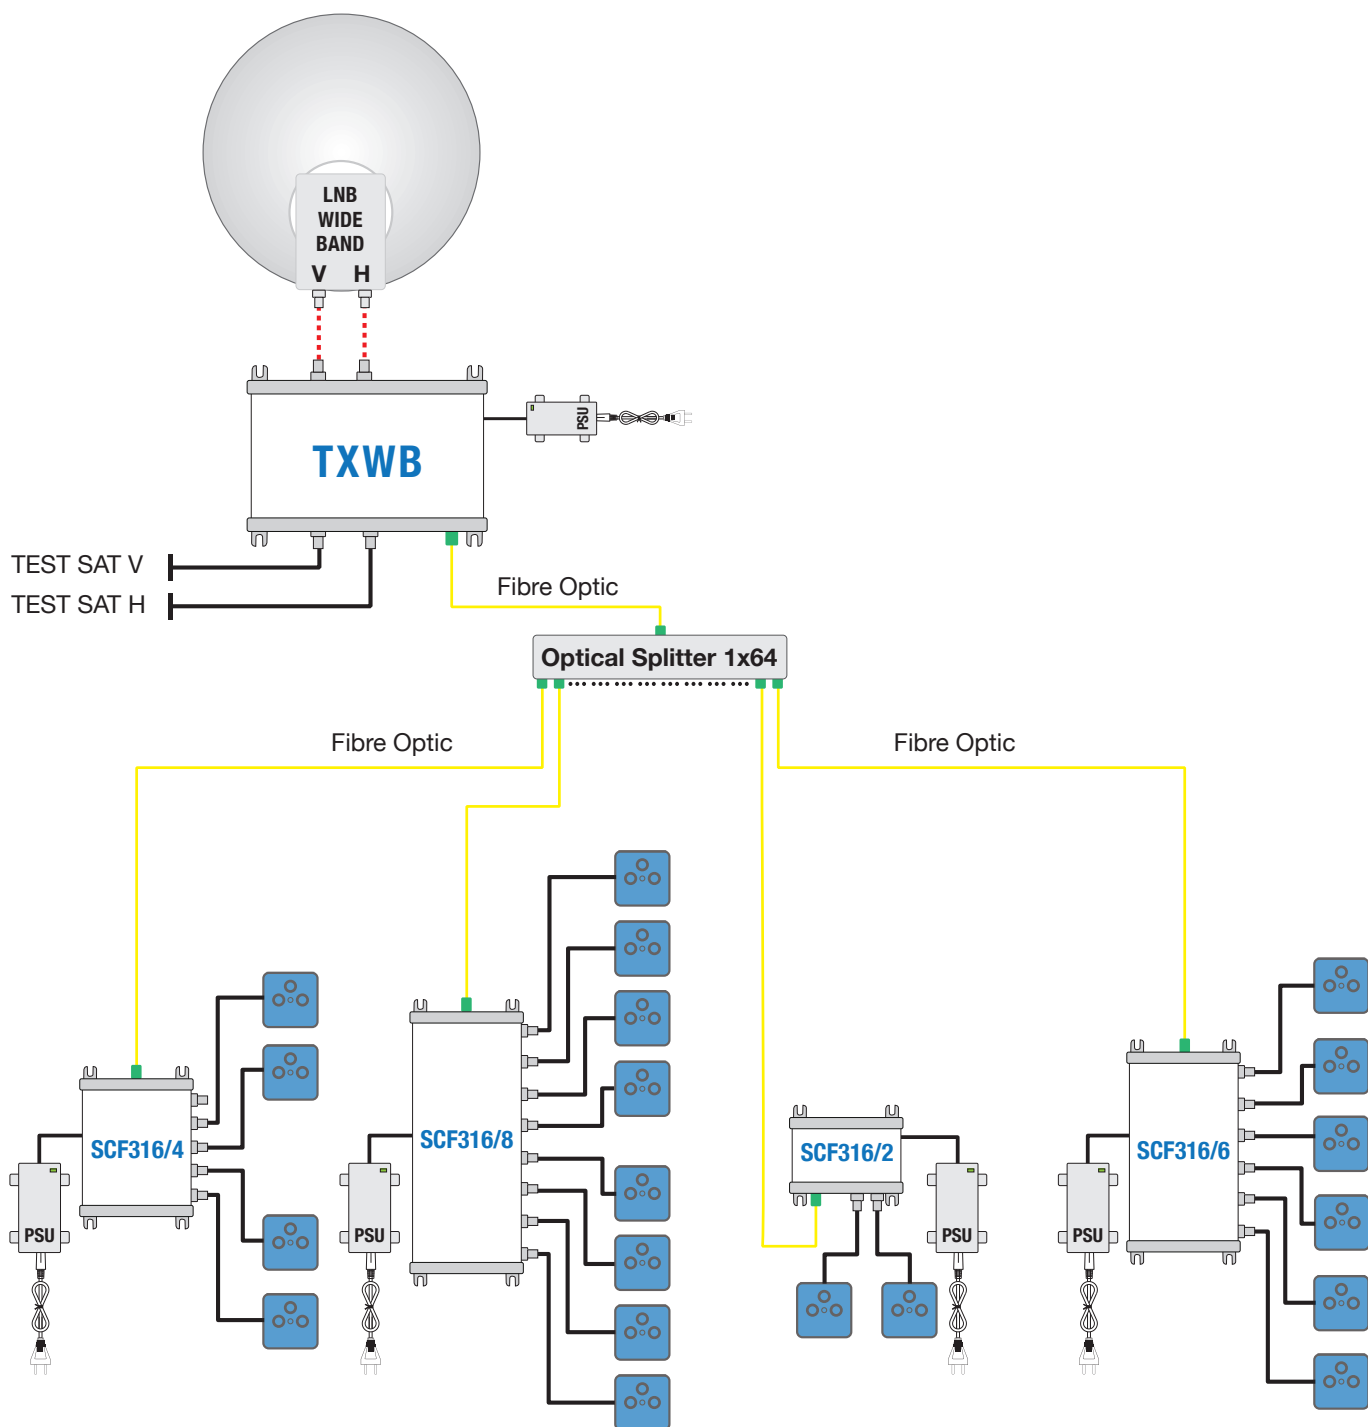 LNB
WIDE
BAND
V H
TXWB
PSU
TEST SAT V
TEST SAT H
Fibre Optic
Optical Splitter 1x64
Fibre Optic
Fibre Optic
SCF316/4
PSU
SCF316/8
PSU
SCF316/2
PSU
SCF316/6
PSU